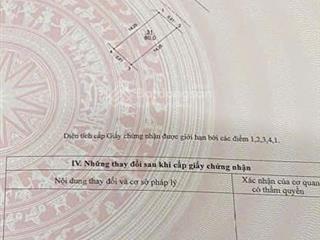 31
60.0
Diện tích cấp Giấy chứng nhận được giới hạn bởi các điểm 1,2,3,4,1.
IV. Những thay đổi sau khi cấp giấy chứng nhận
Nội dung thay đổi và cơ sở pháp lý
Xác nhận của cơ quan
có thẩm quyền